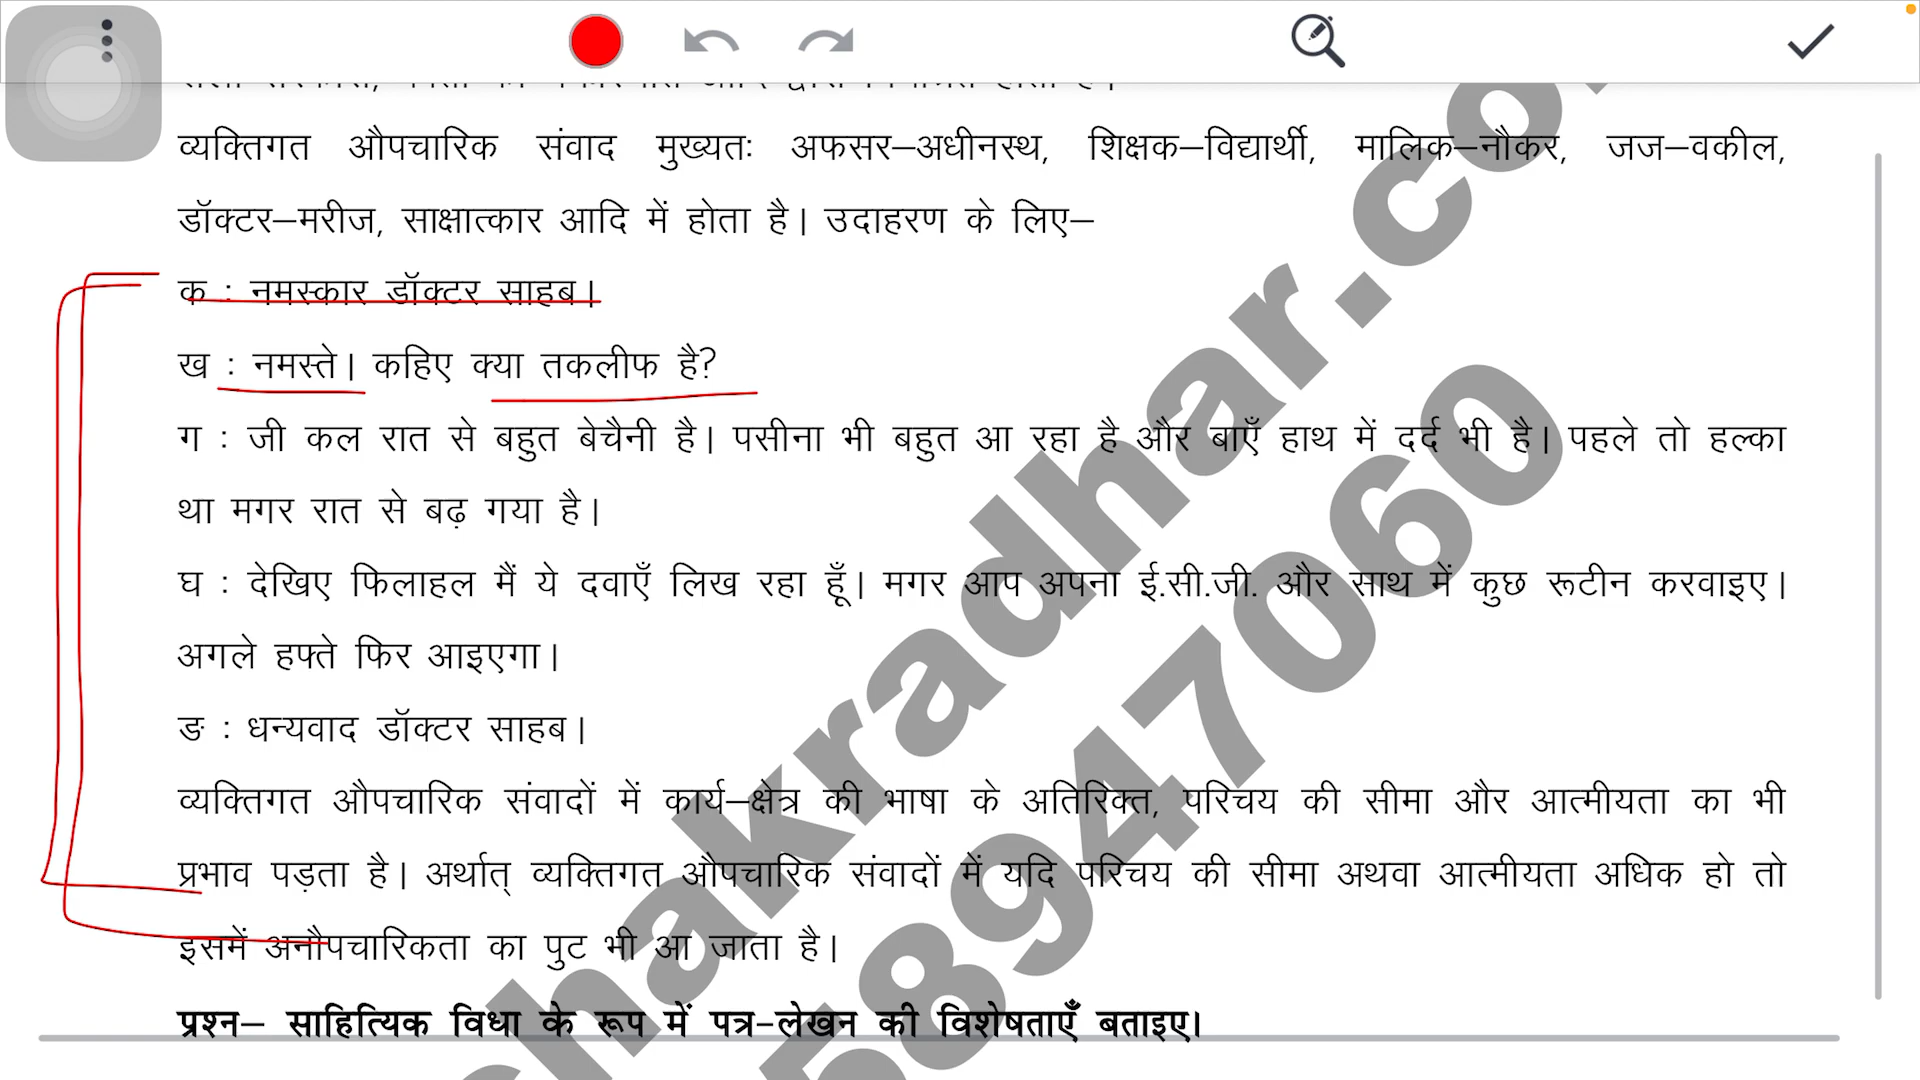 व्यक्तिगत औपचारिक संवाद मुख्यतः अफसर–अधीनस्थ, शिक्षक–विद्यार्थी, मालिक–नौकर, जज–वकील,
डॉक्टर–मरीज, साक्षात्कार आदि में होता है। उदाहरण के लिए–
क : नमस्कार डॉक्टर साहब।
ख : नमस्ते। कहिए क्या तकलीफ है?
ग : जी कल रात से बहुत बेचैनी है। पसीना भी बहुत आ रहा है और बाएँ हाथ में दर्द भी है। पहले तो हल्का
था मगर रात से बढ़ गया है।
घ : देखिए फिलाहल मैं ये दवाएँ लिख रहा हूँ। मगर आप अपना ई.सी.जी. और साथ में कुछ रूटीन करवाइए।
अगले हफ्ते फिर आइएगा।
ङ : धन्यवाद डॉक्टर साहब।
व्यक्तिगत औपचारिक संवादों में कार्य–क्षेत्र की भाषा के अतिरिक्त, परिचय की सीमा और आत्मीयता का भी
प्रभाव पड़ता है। अर्थात् व्यक्तिगत औपचारिक संवादों में यदि परिचय की सीमा अथवा आत्मीयता अधिक हो तो
इसमें अनौपचारिकता का पुट भी आ जाता है।
प्रश्न– साहित्यिक विधा के रूप में पत्र-लेखन की विशेषताएँ बताइए।
hakradhar.co
58947060